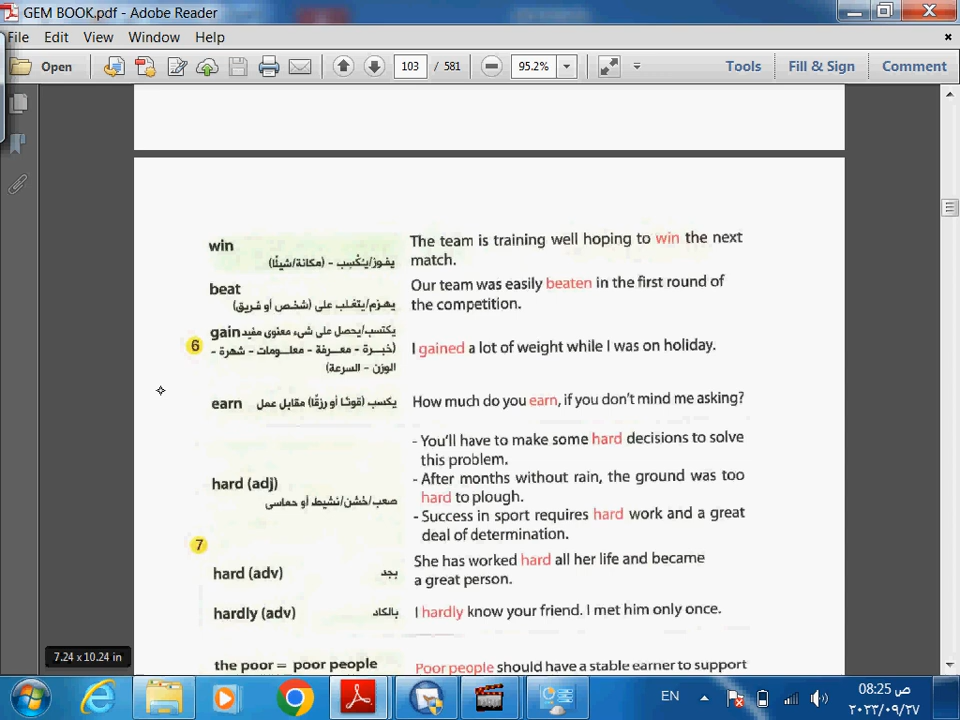 GEM BOOK.pdf - Adobe Reader
File Edit View Window Help
Open 103 / 581 95.2% Tools Fill & Sign Comment
win
يفوز/يكسب - (مكانة/شيئًا)
The team is training well hoping to win the next
match.
beat
يهزم/يتغلب على (شخص أو فريق)
Our team was easily beaten in the first round of
the competition.
6
gain يكتسب/يحصل على شىء معنوى مفيد
(خبرة - معرفة - معلومات - شهرة -
الوزن - السرعة)
I gained a lot of weight while I was on holiday.
earn يكسب (قوتًا أو رزقًا) مقابل عمل
How much do you earn, if you don't mind me asking?
7
hard (adj)
صعب/خشن/نشيط أو حماسى
- You'll have to make some hard decisions to solve
this problem.
- After months without rain, the ground was too
hard to plough.
- Success in sport requires hard work and a great
deal of determination.
hard (adv) بجد
She has worked hard all her life and became
a great person.
hardly (adv) بالكاد
I hardly know your friend. I met him only once.
the poor = poor people
Poor people should have a stable earner to support
7.24 x 10.24 in
EN
08:25 ص
٢٠٢٣/٠٩/٢٧